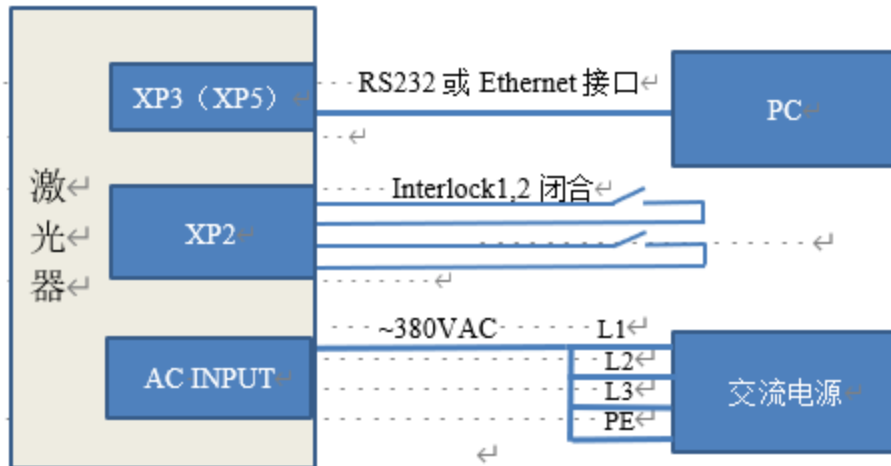 XP3（XP5）
RS232 或 Ethernet 接口
PC
激
光
器
Interlock1,2 闭合
XP2
~380VAC
L1
L2
L3
PE
AC INPUT
交流电源